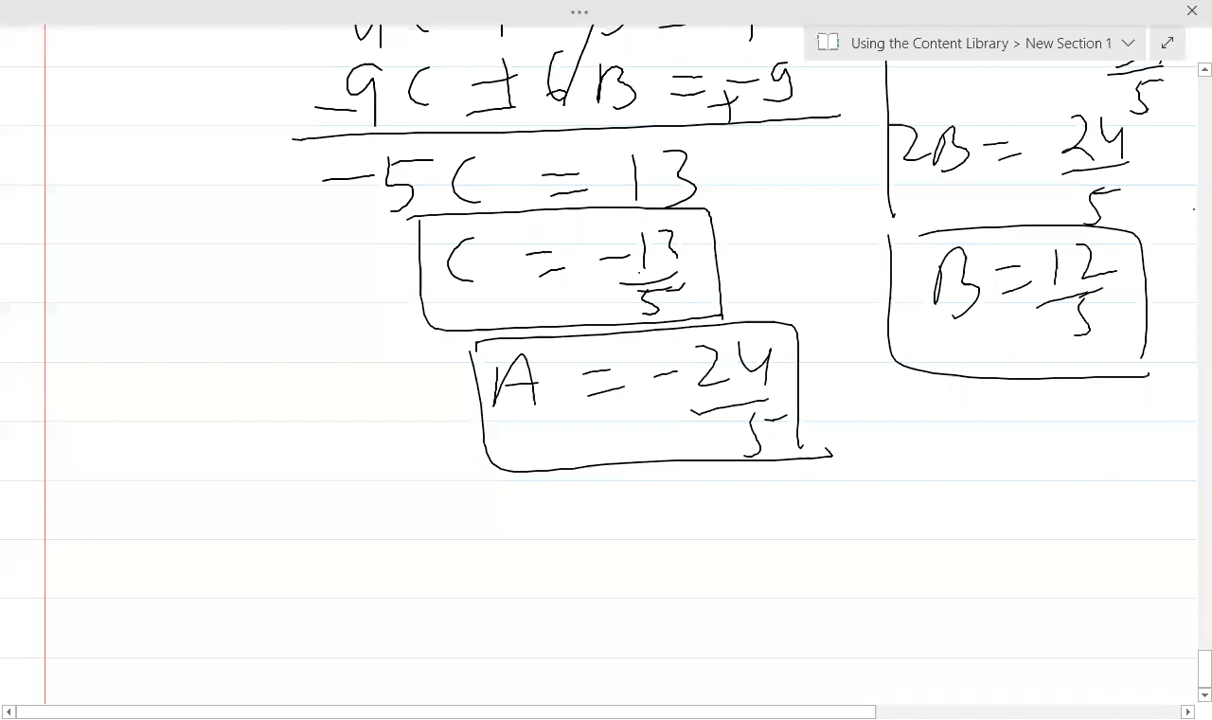 Using the Content Library > New Section 1
-9C ± 6B = ∓9
-5C = 13
C = -13/5
A = -24/5
5
2B = 24/5
B = 12/5